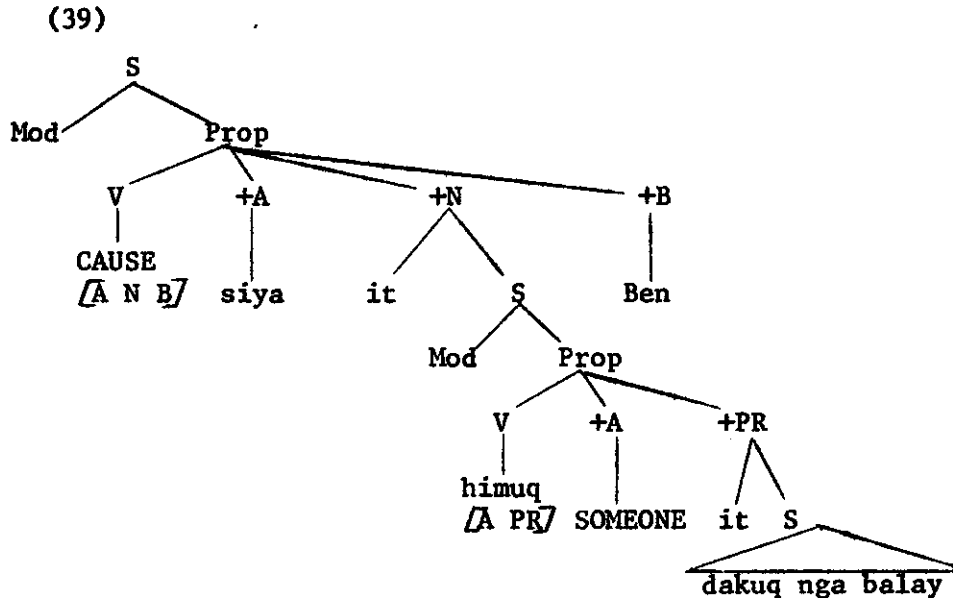 (39)
S
Mod Prop
V +A +N +B
CAUSE
[A N B] siya it S Ben
Mod Prop
V +A +PR
himuq
[A PR] SOMEONE it S
dakuq nga balay